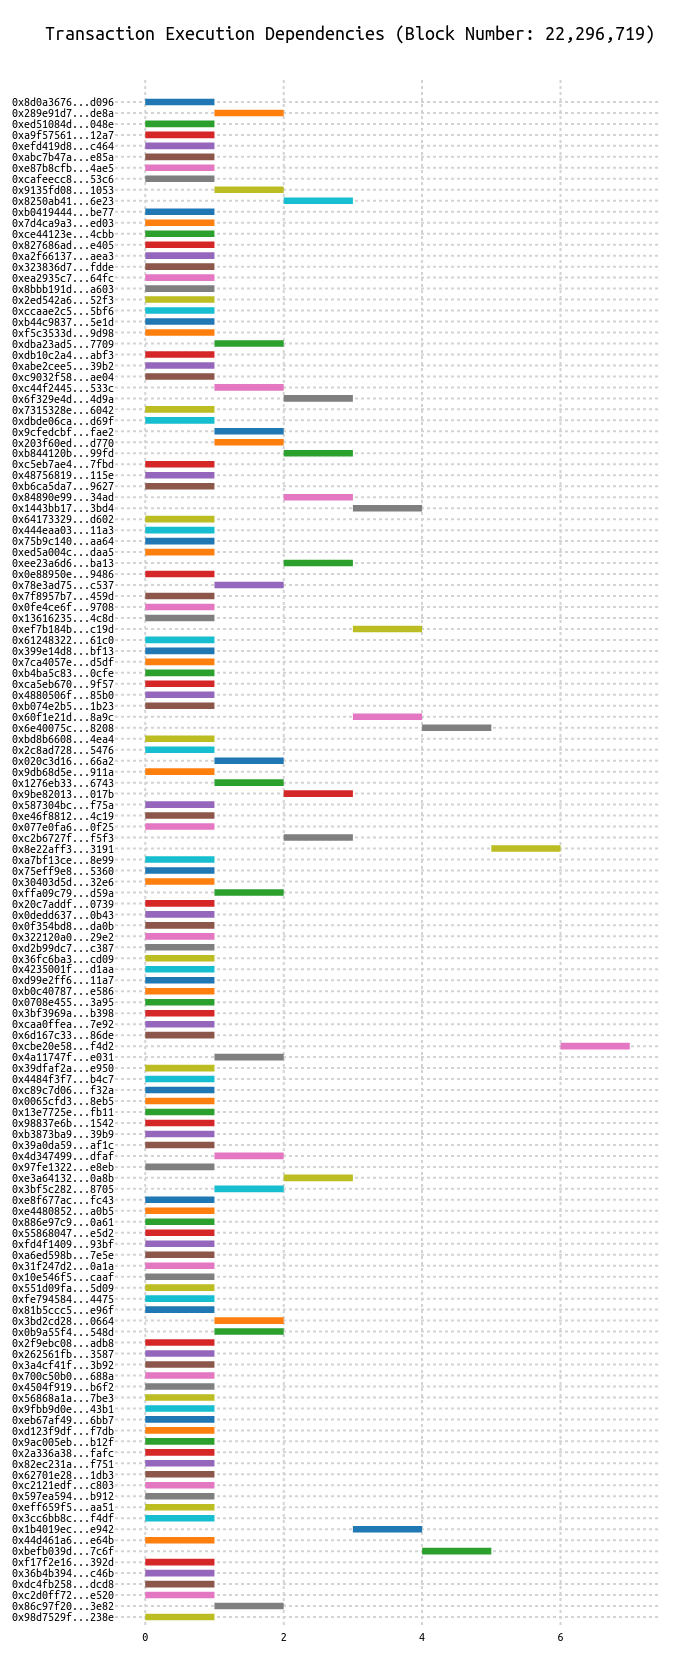 Transaction Execution Dependencies (Block Number: 22,296,719)
0x8d0a3676...d096
0x289e91d7...de8a
0xed51084d...048e
0xa9f57561...12a7
0xefd419d8...c464
0xabc7b47a...e85a
0xe87b8cfb...4ae5
0xcafeecc8...53c6
0x9135fd08...1053
0x8250ab41...6e23
0xb0419444...be77
0x7d4ca9a3...ed03
0xce44123e...4cbb
0x827686ad...e405
0xa2f66137...aea3
0x323836d7...fdde
0xea2935c7...64fc
0x8bbb191d...a603
0x2ed542a6...52f3
0xccaae2c5...5bf6
0xb44c9837...5e1d
0xf5c3533d...9d98
0xdba23ad5...7709
0xdb10c2a4...abf3
0xabe2cee5...39b2
0xc9032f58...ae04
0xc44f2445...533c
0x6f329e4d...4d9a
0x7315328e...6042
0xdbde06ca...d69f
0x9cfedcbf...fae2
0x203f60ed...d770
0xb844120b...99fd
0xc5eb7ae4...7fbd
0x48756819...115e
0xb6ca5da7...9627
0x84890e99...34ad
0x1443bb17...3bd4
0x64173329...d602
0x444eaa03...11a3
0x75b9c140...aa64
0xed5a004c...daa5
0xee23a6d6...ba13
0x0e88950e...9486
0x78e3ad75...c537
0x7f8957b7...459d
0x0fe4ce6f...9708
0x13616235...4c8d
0xef7b184b...c19d
0x61248322...61c0
0x399e14d8...bf13
0x7ca4057e...d5df
0xb4ba5c83...0cfe
0xca5eb670...9f57
0x4880506f...85b0
0xb074e2b5...1b23
0x60f1e21d...8a9c
0x6e40075c...8208
0xbd8b6608...4ea4
0x2c8ad728...5476
0x020c3d16...66a2
0x9db68d5e...911a
0x1276eb33...6743
0x9be82013...017b
0x587304bc...f75a
0xe46f8812...4c19
0x077e0fa6...0f25
0xc2b6727f...f5f3
0x8e22aff3...3191
0xa7bf13ce...8e99
0x75eff9e8...5360
0x30403d5d...32e6
0xffa09c79...d59a
0x20c7addf...0739
0x0dedd637...0b43
0x0f354bd8...da0b
0x322120a0...29e2
0xd2b99dc7...c387
0x36fc6ba3...cd09
0x4235001f...d1aa
0xd99e2ff6...11a7
0xb0c40787...e586
0x0708e455...3a95
0x3bf3969a...b398
0xcaa0ffea...7e92
0x6d167c33...86de
0xcbe20e58...f4d2
0x4a11747f...e031
0x39dfaf2a...e950
0x4484f3f7...b4c7
0xc89c7d06...f32a
0x0065cfd3...8eb5
0x13e7725e...fb11
0x98837e6b...1542
0xb3873ba9...39b9
0x39a0da59...af1c
0x4d347499...dfaf
0x97fe1322...e8eb
0xe3a64132...0a8b
0x3bf5c282...8705
0xe8f677ac...fc43
0xe4480852...a0b5
0x886e97c9...0a61
0x55868047...e5d2
0xfd4f1409...93bf
0xa6ed598b...7e5e
0x31f247d2...0a1a
0x10e546f5...caaf
0x551d09fa...5d09
0xfe794584...4475
0x81b5ccc5...e96f
0x3bd2cd28...0664
0x0b9a55f4...548d
0x2f9ebc08...adb8
0x262561fb...3587
0x3a4cf41f...3b92
0x700c50b0...688a
0x4504f919...b6f2
0x56868a1a...7be3
0x9fbb9d0e...43b1
0xeb67af49...6bb7
0xd123f9df...f7db
0x9ac005eb...b12f
0x2a336a38...fafc
0x82ec231a...f751
0x62701e28...1db3
0xc2121edf...c803
0x597ea594...b912
0xeff659f5...aa51
0x3cc6bb8c...f4df
0x1b4019ec...e942
0x44d461a6...e64b
0xbefb039d...7c6f
0xf17f2e16...392d
0x36b4b394...c46b
0xdc4fb258...dcd8
0xc2d0ff72...e520
0x86c97f20...3e82
0x98d7529f...238e
0 2 4 6